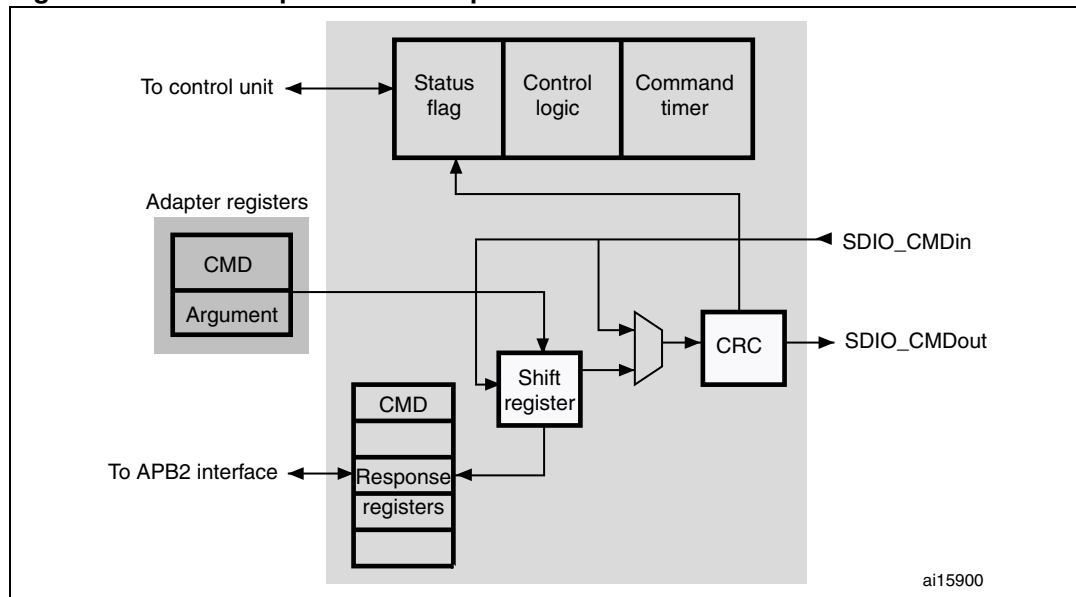 To control unit
Status
flag
Control
logic
Command
timer
Adapter registers
CMD
Argument
SDIO_CMDin
CRC
SDIO_CMDout
Shift
register
CMD
To APB2 interface
Response
registers
ai15900